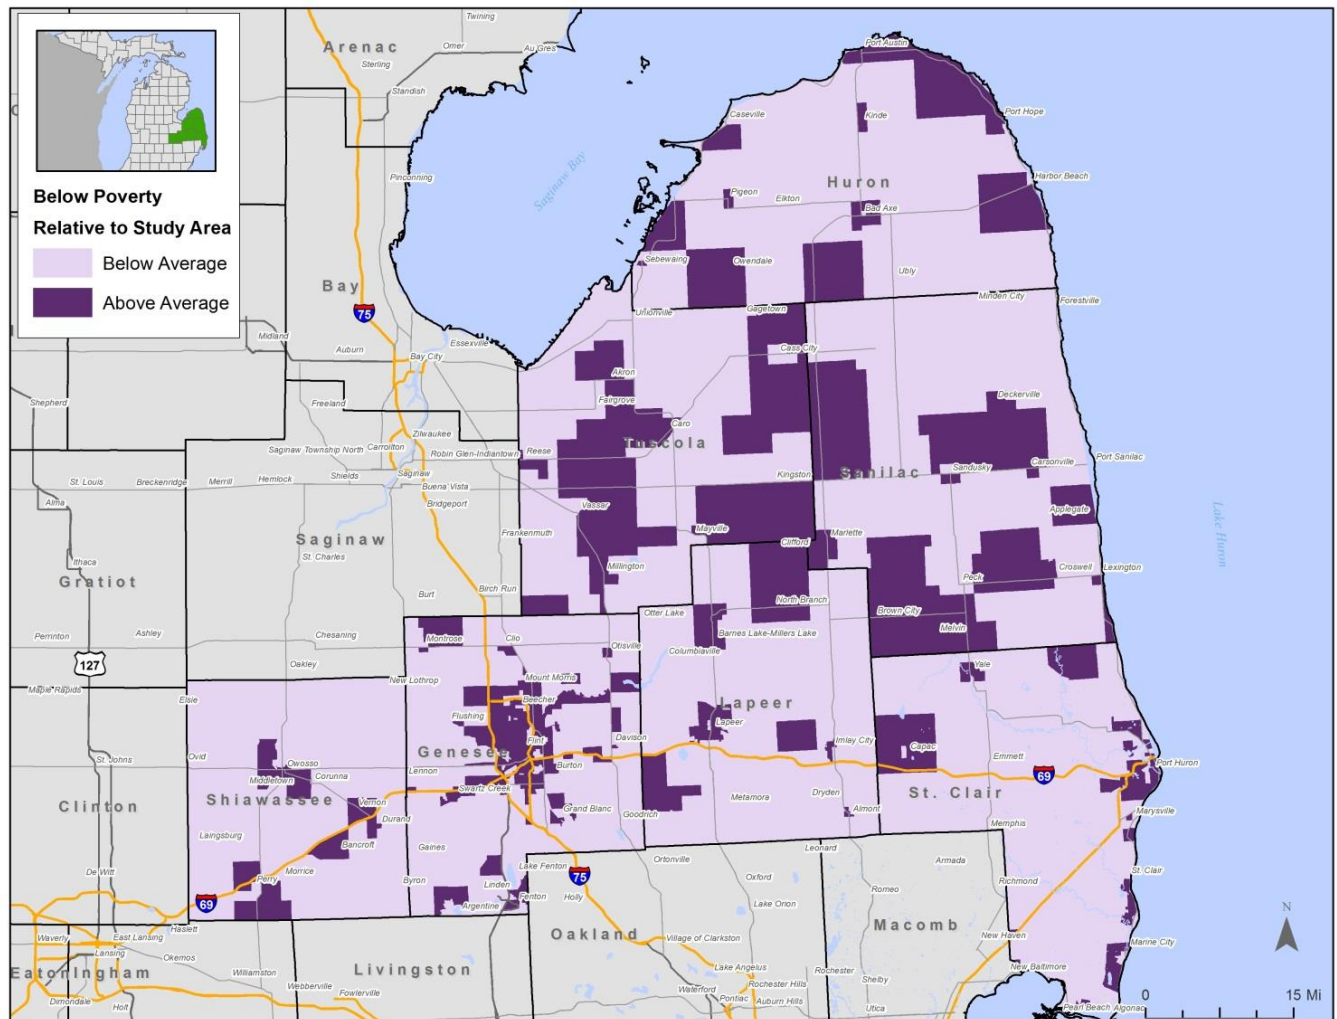 Below Poverty
Relative to Study Area
Below Average
Above Average
Twining
Arenac
Omer
Au Gres
Sterling
Standish
Pinconning
Saginaw Bay
Port Austin
Caseville
Kinde
Port Hope
Huron
Harbor Beach
Pigeon
Elkton
Bad Axe
Sebewaing
Owendale
Ubly
Bay
75
Minden City
Forestville
Unionville
Gagetown
Midland
Auburn
Essexville
Bay City
Cass City
Akron
Shepherd
Freeland
Fairgrove
Deckerville
Caro
Zilwaukee
Tuscola
Saginaw Township North
Carrollton
Robin Glen-Indiantown
Reese
Port Sanilac
Carsonville
Sandusky
Sanilac
Kingston
St. Louis
Breckenridge
Merrill
Hemlock
Shields
Saginaw
Buena Vista
Bridgeport
Alma
Vassar
Applegate
Lake Huron
Saginaw
Frankenmuth
Mayville
Marlette
Clifford
St. Charles
Ithaca
Gratiot
Millington
Croswell
Lexington
Peck
Birch Run
Burt
North Branch
Otter Lake
Brown City
Perrinton
Ashley
Chesaning
Montrose
Clio
Barnes Lake-Millers Lake
Melvin
Otisville
Columbiaville
127
Oakley
Yale
New Lothrop
Mount Morris
Maple Rapids
Elsie
Beecher
Lapeer
Flushing
Lapeer
Flint
Davison
Imlay City
Capac
Genesee
Ovid
St. Johns
Owosso
Burton
Emmett
Port Huron
Lennon
Middletown
Corunna
69
Swartz Creek
Shiawassee
Vernon
Metamora
Dryden
St. Clair
Clinton
Grand Blanc
Goodrich
Almont
Marysville
Durand
Memphis
Laingsburg
Bancroft
Gaines
Leonard
Ortonville
Armada
De Witt
Morrice
Perry
Byron
Lake Fenton
75
Linden
Oxford
Richmond
St. Clair
Romeo
69
Argentine
Fenton
Holly
Lake Orion
Macomb
Haslett
East Lansing
Waverly
Oakland
Village of Clarkston
New Haven
Marine City
N
Lansing
Okemos
Eaton
Ingham
Williamston
Livingston
Lake Angelus
Rochester
New Baltimore
Webberville
Fowlerville
Waterford
Rochester Hills
Shelby
Dimondale
Holt
Pontiac
Auburn Hills
Utica
Pearl Beach
Algonac
0
15 Mi